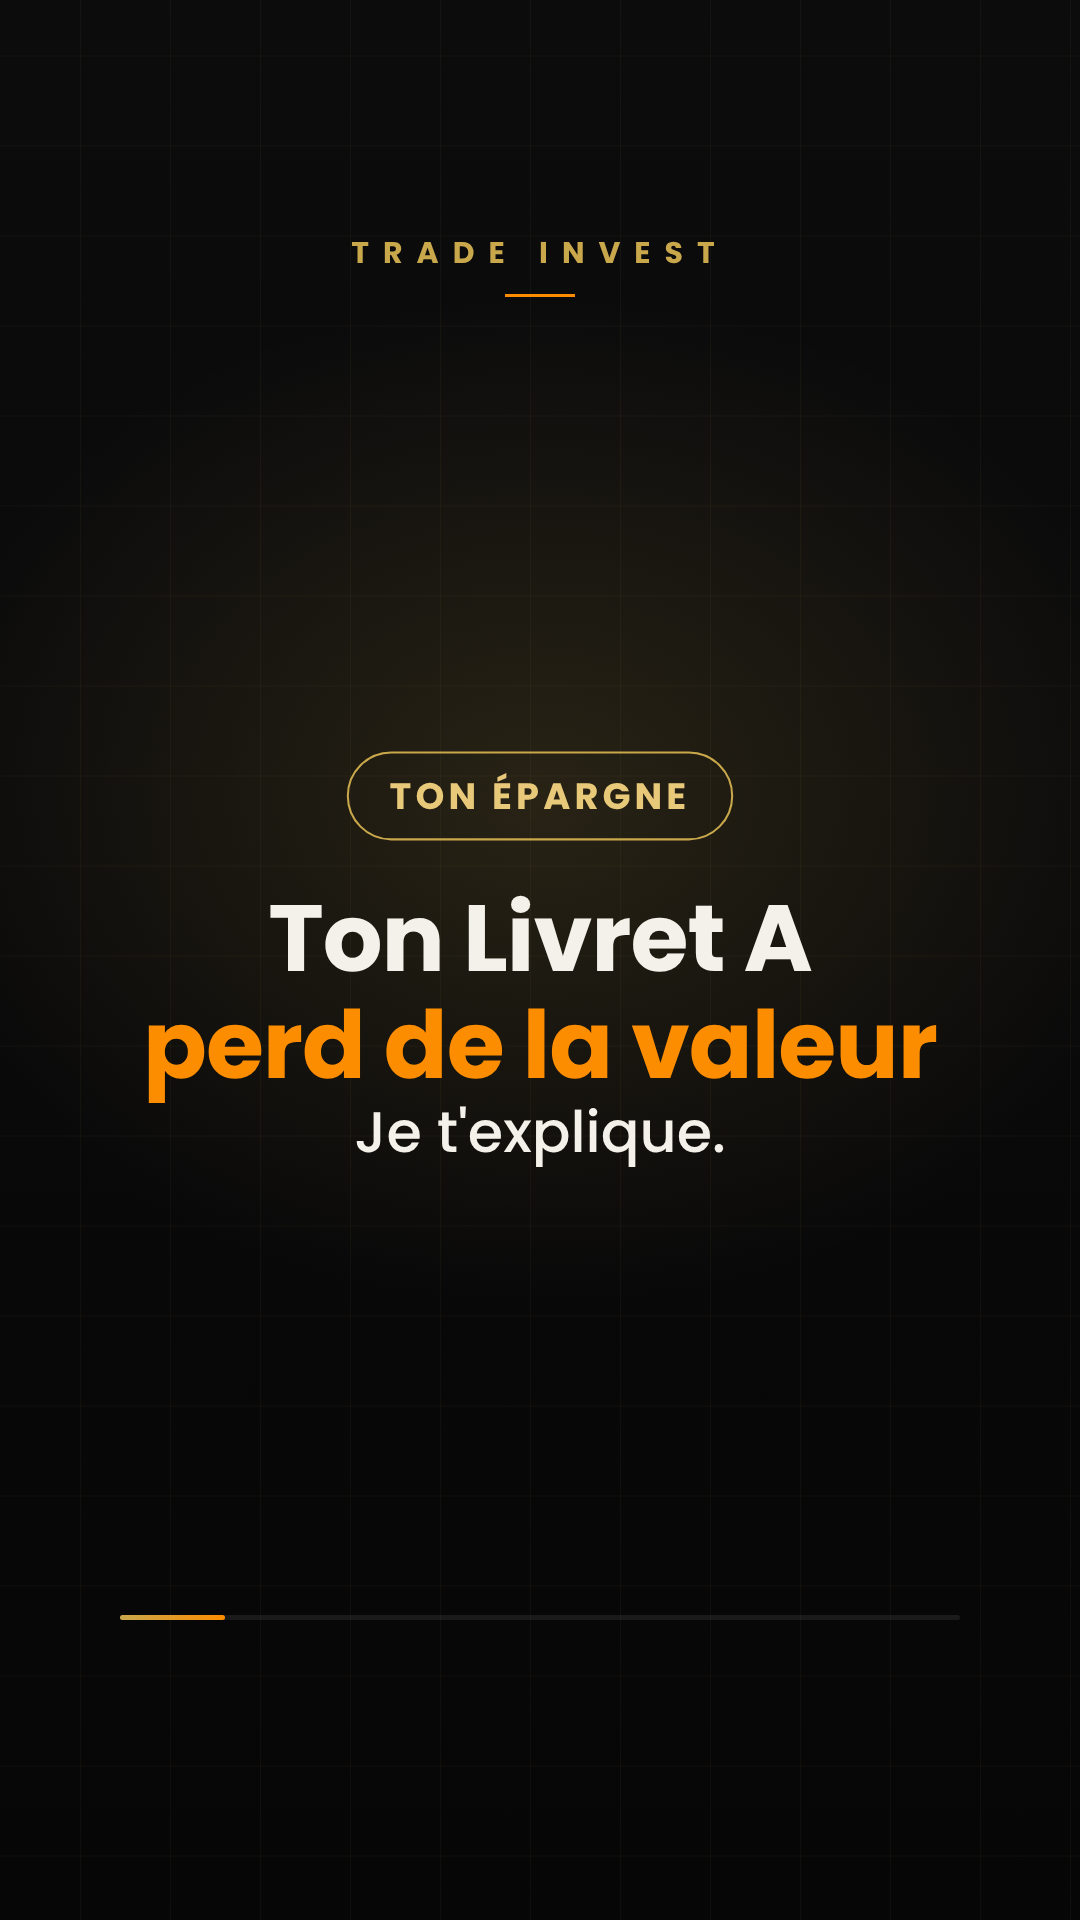 TRADE INVEST
TON ÉPARGNE
Ton Livret A
perd de la valeur
Je t'explique.